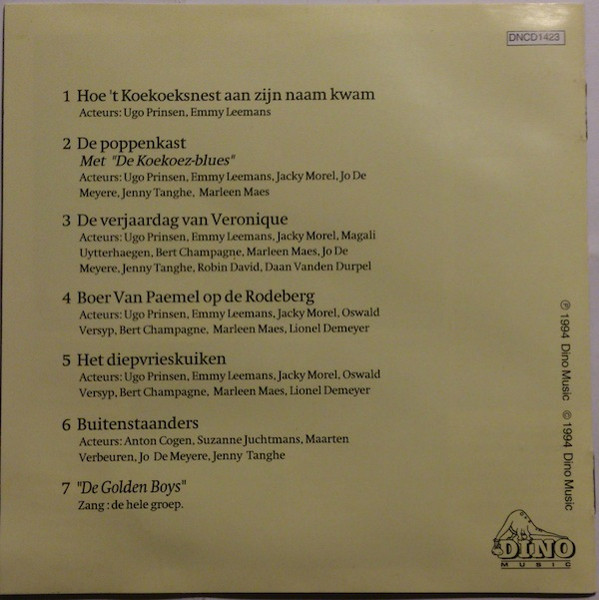 DNCD1423
1 Hoe 't Koekoeksnest aan zijn naam kwam
Acteurs: Ugo Prinsen, Emmy Leemans
2 De poppenkast
Met "De Koekoez-blues"
Acteurs: Ugo Prinsen, Emmy Leemans, Jacky Morel, Jo De
Meyere, Jenny Tanghe, Marleen Maes
3 De verjaardag van Veronique
Acteurs: Ugo Prinsen, Emmy Leemans, Jacky Morel, Magali
Uytterhaegen, Bert Champagne, Marleen Maes, Jo De
Meyere, Jenny Tanghe, Robin David, Daan Vanden Durpel
4 Boer Van Paemel op de Rodeberg
Acteurs: Ugo Prinsen, Emmy Leemans, Jacky Morel, Oswald
Versyp, Bert Champagne, Marleen Maes, Lionel Demeyer
5 Het diepvrieskuiken
Acteurs: Ugo Prinsen, Emmy Leemans, Jacky Morel, Oswald
Versyp, Bert Champagne, Marleen Maes, Lionel Demeyer
6 Buitenstaanders
Acteurs: Anton Cogen, Suzanne Juchtmans, Maarten
Verbeuren, Jo De Meyere, Jenny Tanghe
7 "De Golden Boys"
Zang : de hele groep.
℗ 1994 Dino Music © 1994 Dino Music
DINO
MUSIC